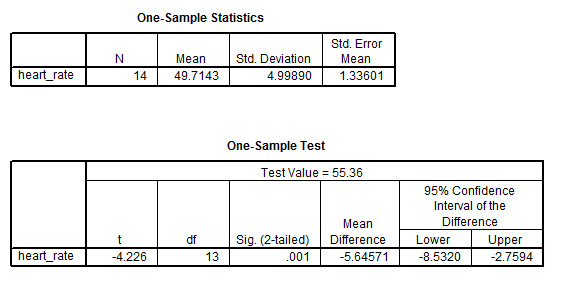 One-Sample Statistics
Std. Error
N Mean Std. Deviation Mean
heart_rate 14 49.7143 4.99890 1.33601
One-Sample Test
Test Value = 55.36
95% Confidence
Interval of the
Mean Difference
t df Sig. (2-tailed) Difference Lower Upper
heart_rate -4.226 13 .001 -5.64571 -8.5320 -2.7594